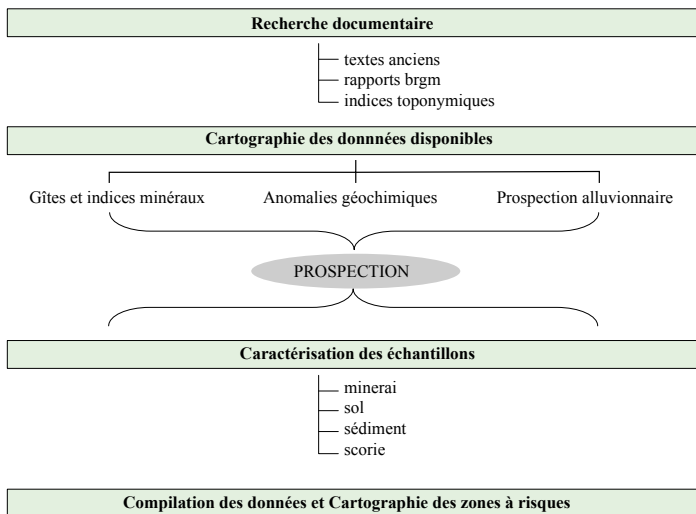 Recherche documentaire
textes anciens
rapports brgm
indices toponymiques
Cartographie des donnnées disponibles
Gîtes et indices minéraux
Anomalies géochimiques
Prospection alluvionnaire
PROSPECTION
Caractérisation des échantillons
minerai
sol
sédiment
scorie
Compilation des données et Cartographie des zones à risques